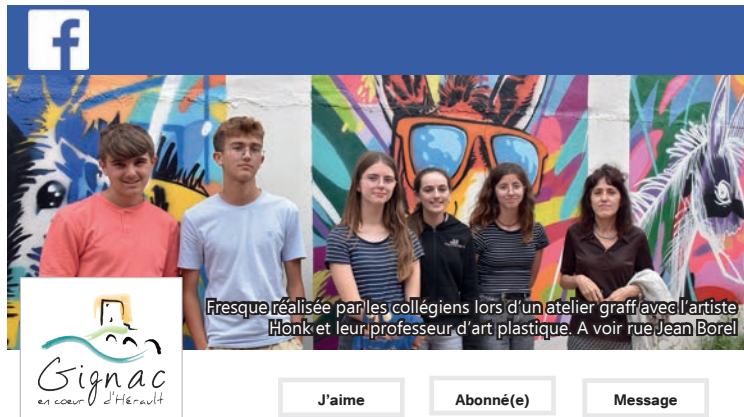 f
Fresque réalisée par les collégiens lors d'un atelier graff avec l'artiste
Honk et leur professeur d'art plastique. A voir rue Jean Borel
Gignac
en cœur d'Hérault
J'aime
Abonné(e)
Message